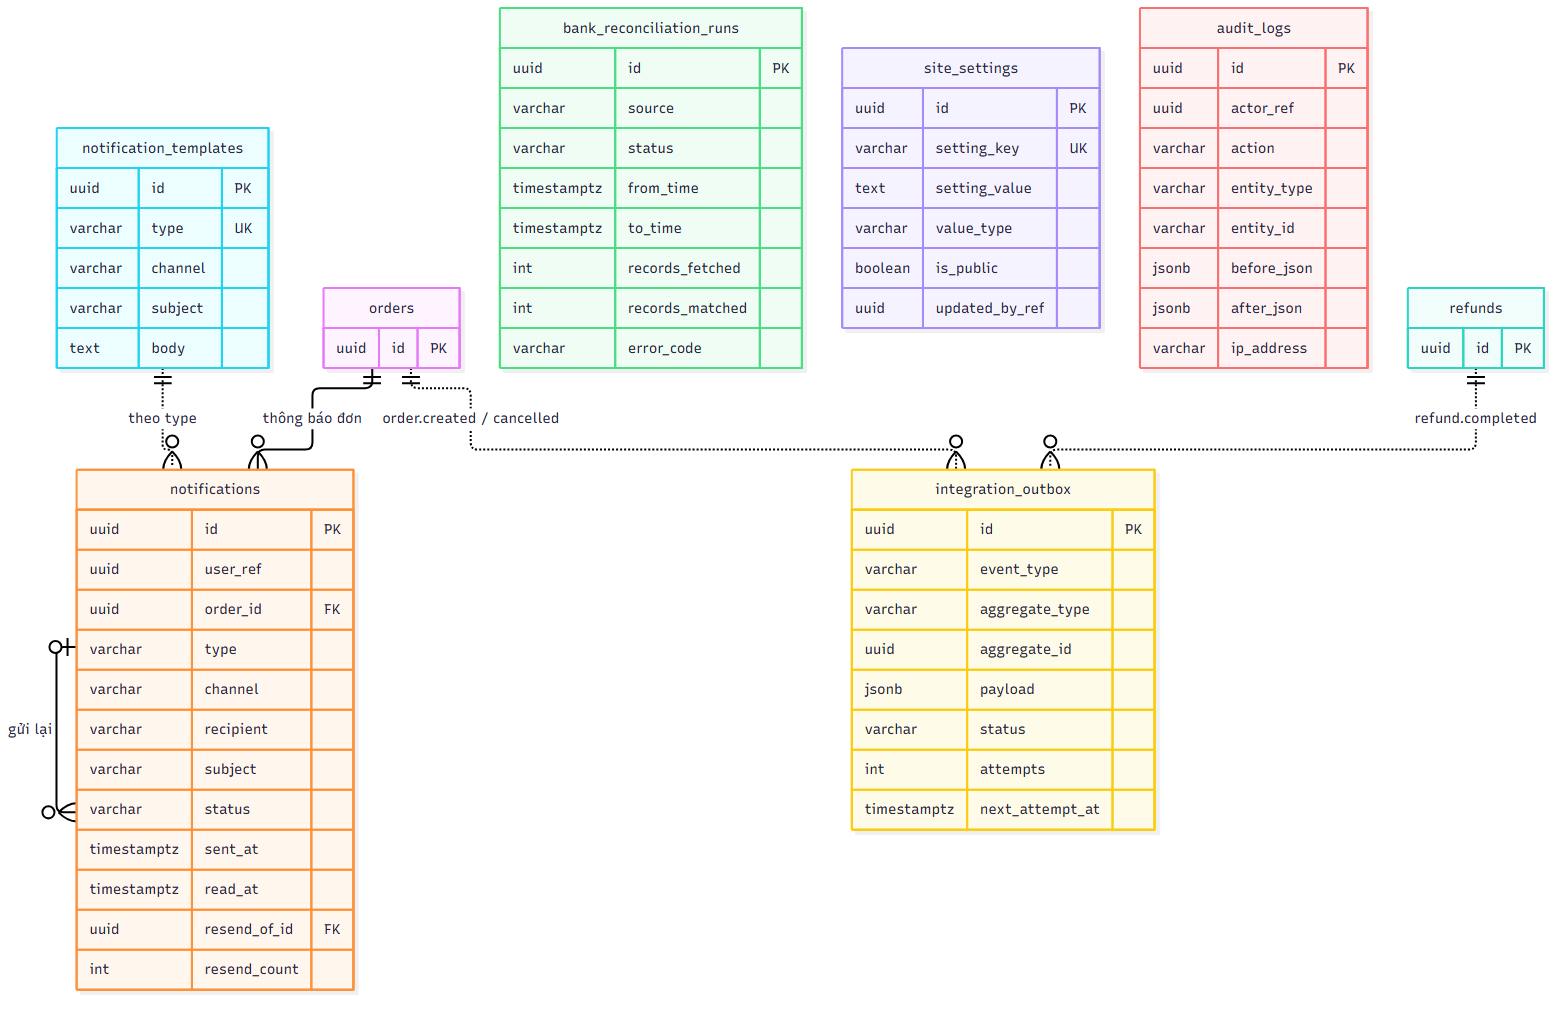 bank_reconciliation_runs
uuid id PK
varchar source
varchar status
timestamptz from_time
timestamptz to_time
int records_fetched
int records_matched
varchar error_code
site_settings
uuid id PK
varchar setting_key UK
text setting_value
varchar value_type
boolean is_public
uuid updated_by_ref
audit_logs
uuid id PK
uuid actor_ref
varchar action
varchar entity_type
varchar entity_id
jsonb before_json
jsonb after_json
varchar ip_address
notification_templates
uuid id PK
varchar type UK
varchar channel
varchar subject
text body
orders
uuid id PK
refunds
uuid id PK
theo type
thông báo đơn
order.created / cancelled
refund.completed
notifications
uuid id PK
uuid user_ref
uuid order_id FK
varchar type
varchar channel
varchar recipient
varchar subject
varchar status
timestamptz sent_at
timestamptz read_at
uuid resend_of_id FK
int resend_count
gửi lại
integration_outbox
uuid id PK
varchar event_type
varchar aggregate_type
uuid aggregate_id
jsonb payload
varchar status
int attempts
timestamptz next_attempt_at